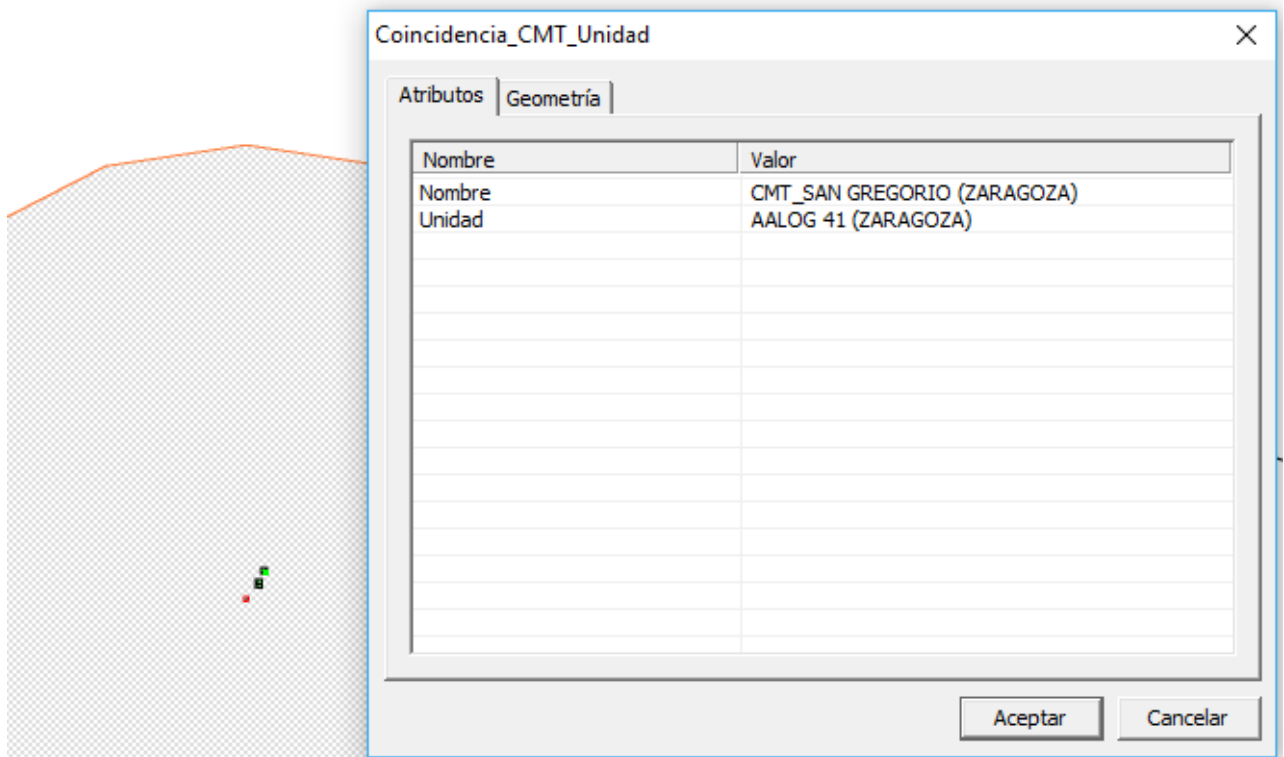 Coincidencia_CMT_Unidad
Atributos Geometría
Nombre Valor
Nombre CMT_SAN GREGORIO (ZARAGOZA)
Unidad AALOG 41 (ZARAGOZA)
Aceptar Cancelar